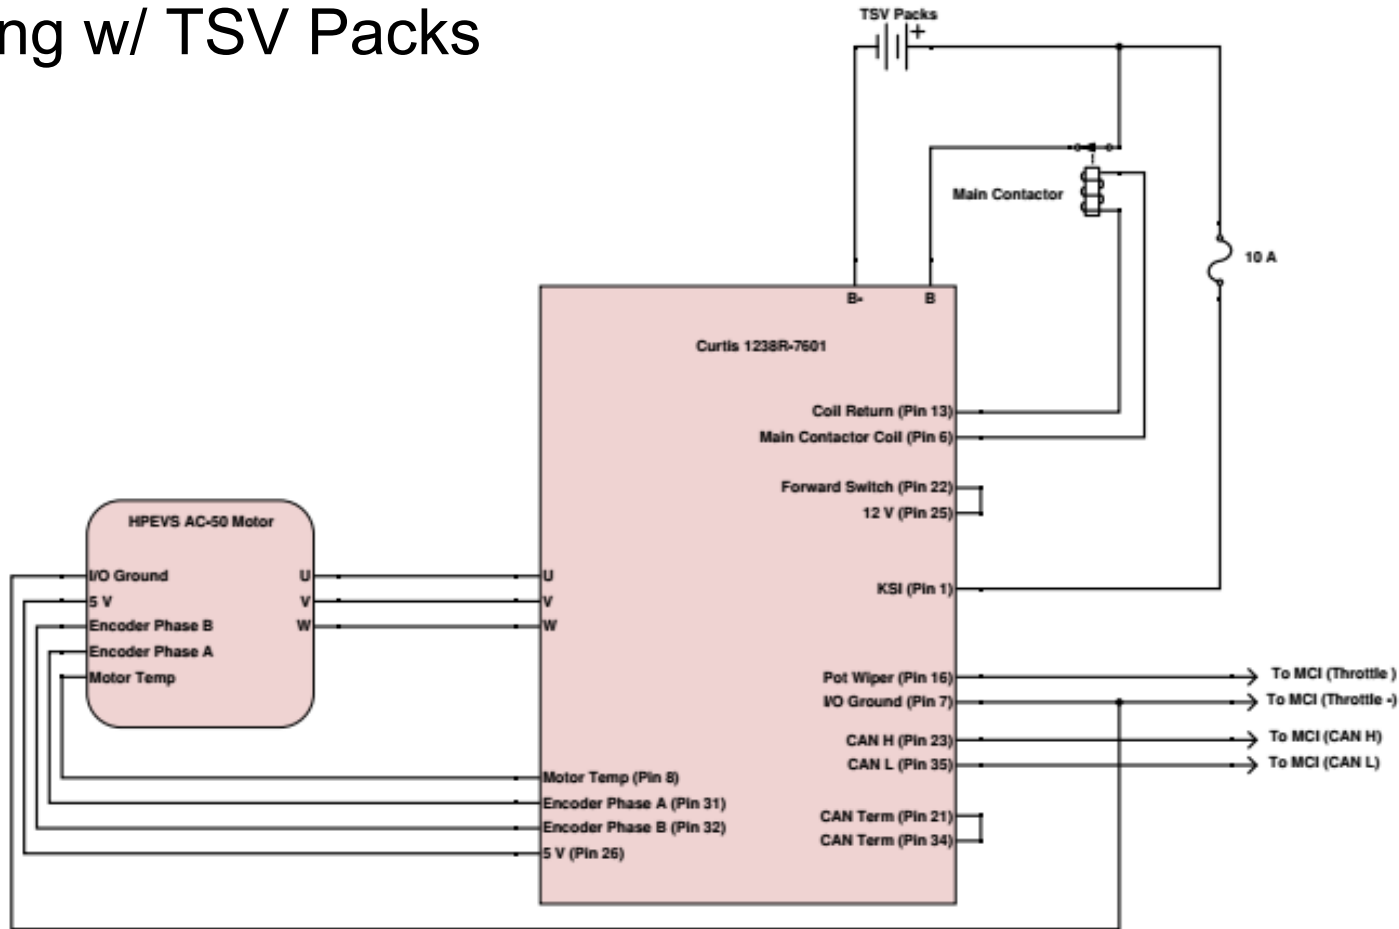 ng w/ TSV Packs
TSV Packs
+
Main Contactor
10 A
B-
B
Curtis 1238R-7601
Coil Return (Pin 13)
Main Contactor Coil (Pin 6)
Forward Switch (Pin 22)
12 V (Pin 25)
HPEVS AC-50 Motor
I/O Ground
5 V
Encoder Phase B
Encoder Phase A
Motor Temp
U
V
W
U
V
W
KSI (Pin 1)
Pot Wiper (Pin 16)
I/O Ground (Pin 7)
CAN H (Pin 23)
CAN L (Pin 35)
CAN Term (Pin 21)
CAN Term (Pin 34)
To MCI (Throttle )
To MCI (Throttle -)
To MCI (CAN H)
To MCI (CAN L)
Motor Temp (Pin 8)
Encoder Phase A (Pin 31)
Encoder Phase B (Pin 32)
5 V (Pin 26)